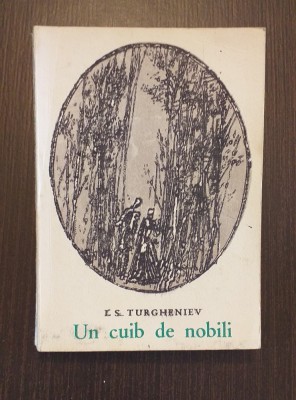 I. S. TURGHENIEV
Un cuib de nobili